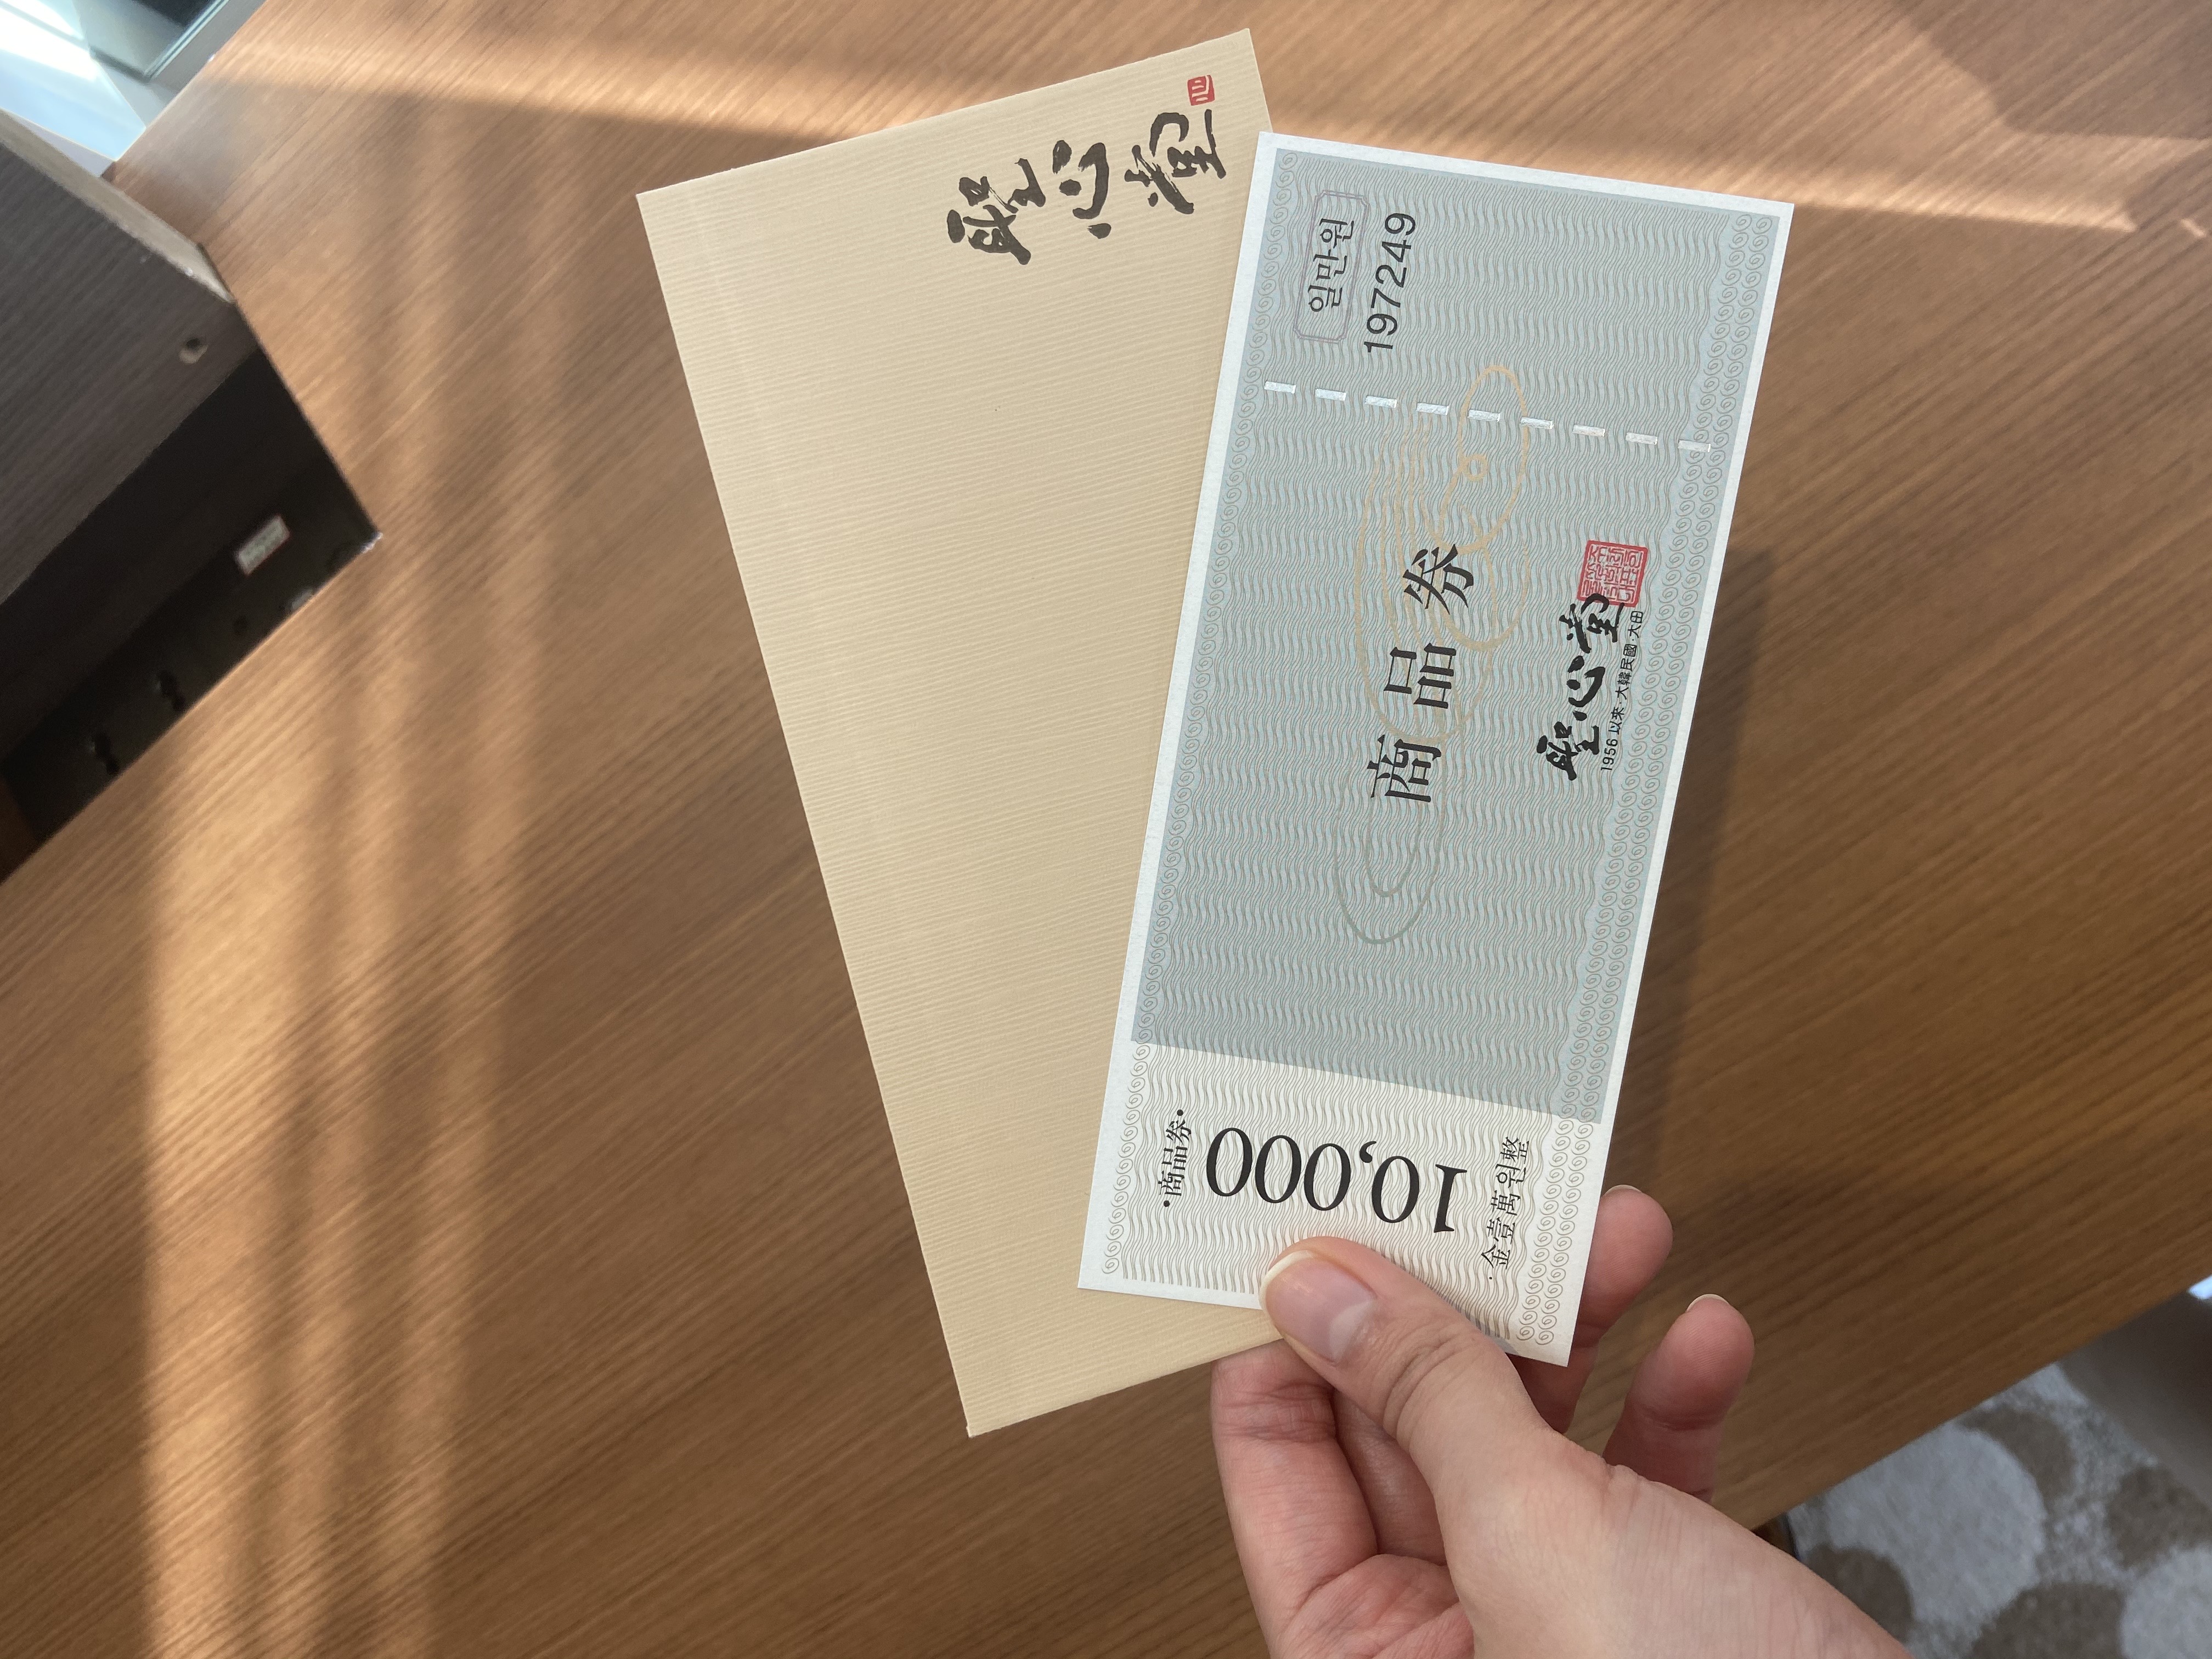 聖心堂
일만원
197249
商品券
聖心堂
1956 以来·大韓民國·大田
·商品券·
10,000
·金壹萬원整